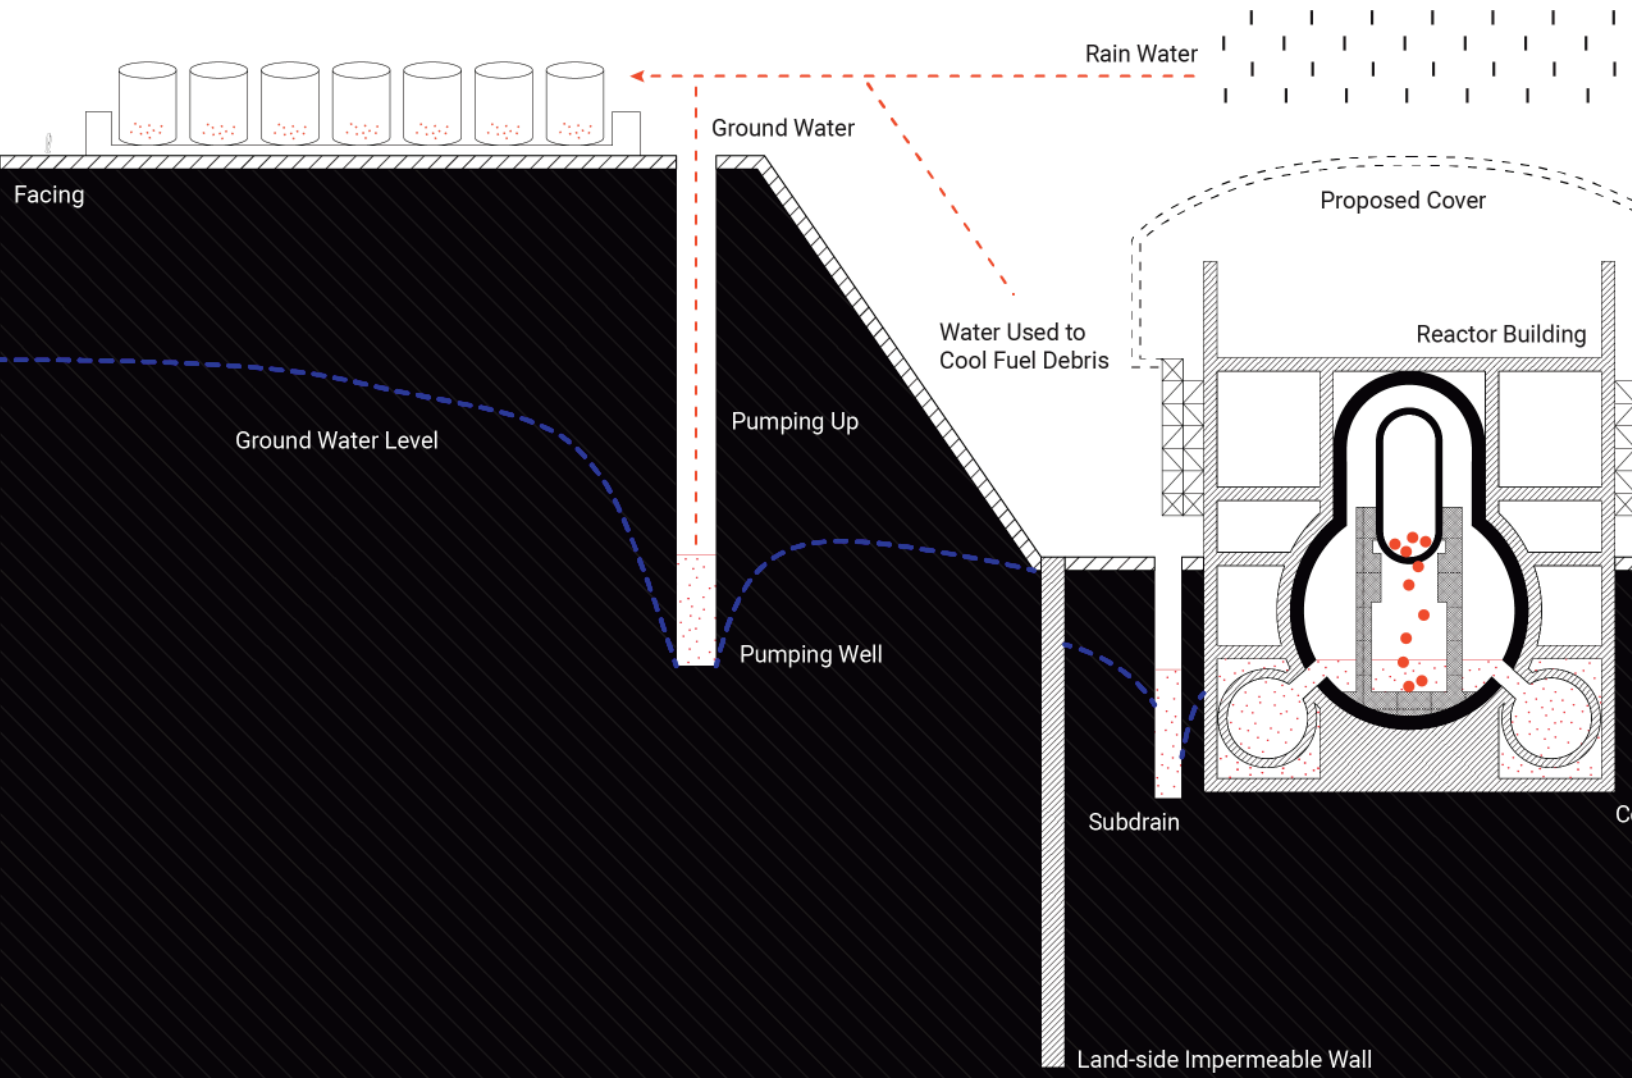 Rain Water
Ground Water
Facing
Proposed Cover
Water Used to
Cool Fuel Debris
Reactor Building
Pumping Up
Ground Water Level
Pumping Well
Subdrain
Land-side Impermeable Wall